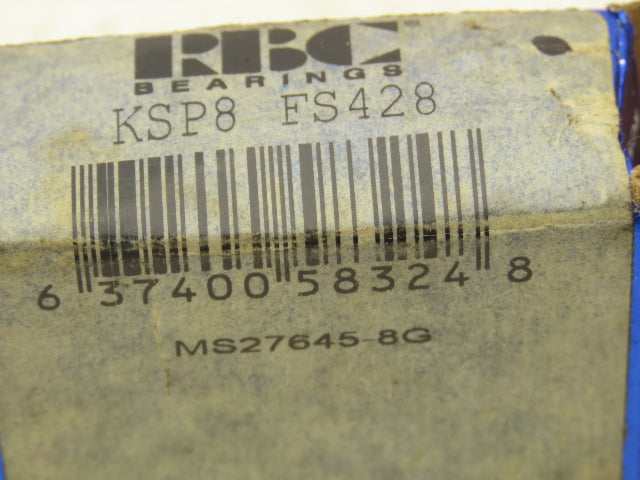 RBC
BEARINGS
KSP8 FS428
6 37400 58324 8
MS27645-8G